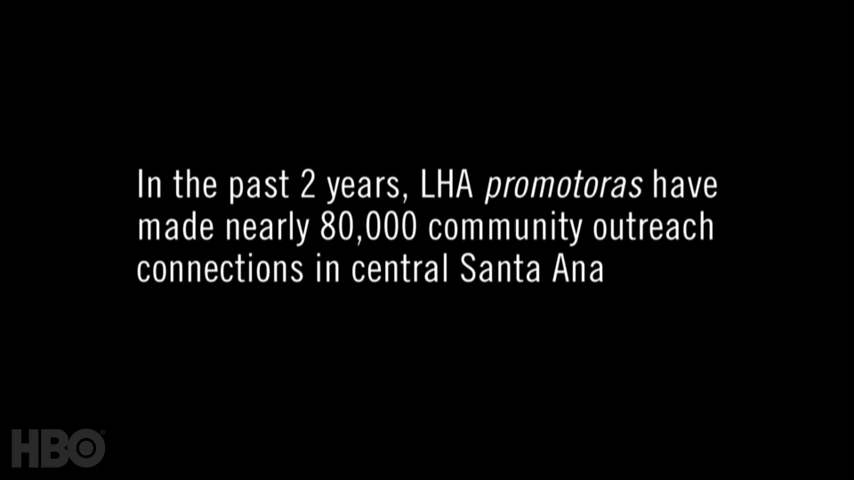 In the past 2 years, LHA promotoras have
made nearly 80,000 community outreach
connections in central Santa Ana
HBO